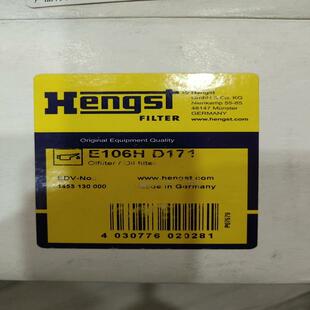 Hengst
FILTER
Hengst
GmbH & Co. KG
Nienkamp 55-85
48147 Münster
GERMANY
www.hengst.com
Original Equipment Quality
E106H D171
Ölfilter / Oil filter
EDV-No.:
1453 130 000
www.hengst.com
Made in Germany
4 030776 020281